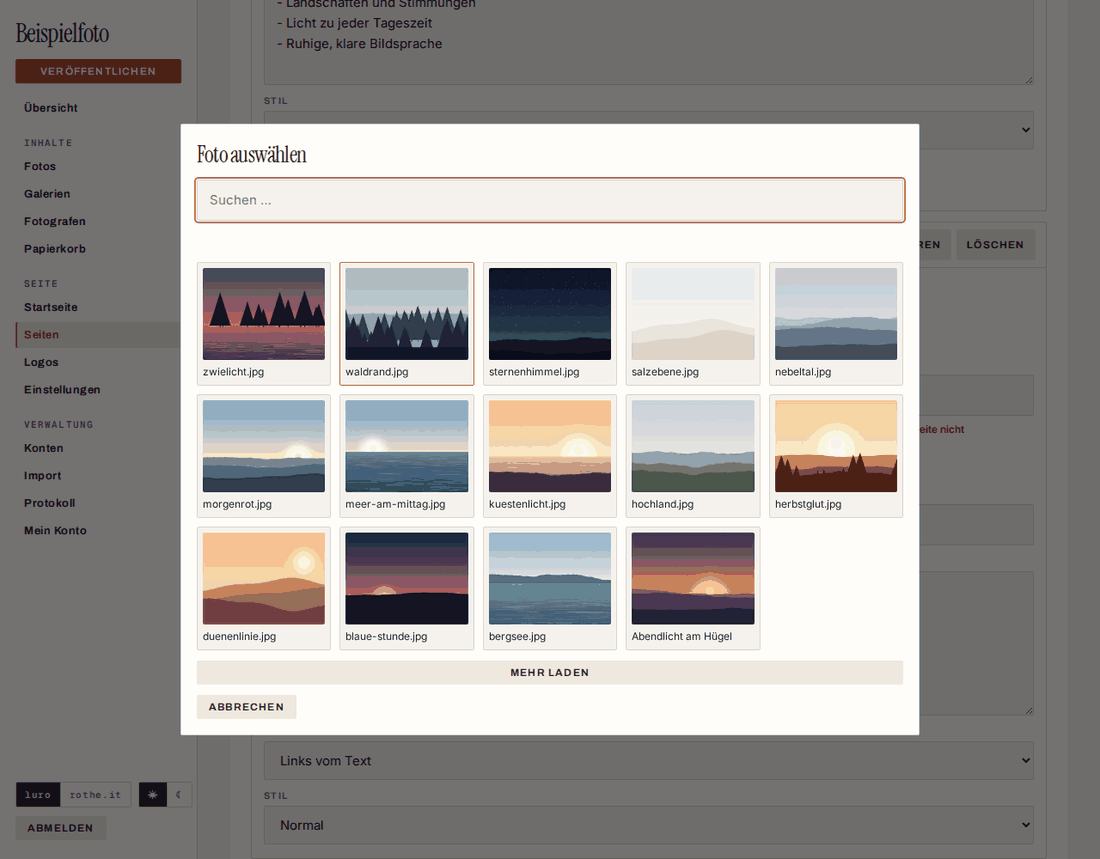 Beispielfoto
VERÖFFENTLICHEN
Übersicht
INHALTE
Fotos
Galerien
Fotografen
Papierkorb
SEITE
Startseite
Seiten
Logos
Einstellungen
VERWALTUNG
Konten
Import
Protokoll
Mein Konto
luro rothe.it
ABMELDEN
- Landschaften und Stimmungen
- Licht zu jeder Tageszeit
- Ruhige, klare Bildsprache
STIL
REN LÖSCHEN
eite nicht
Foto auswählen
Suchen ...
zwielicht.jpg waldrand.jpg sternenhimmel.jpg salzebene.jpg nebeltal.jpg
morgenrot.jpg meer-am-mittag.jpg kuestenlicht.jpg hochland.jpg herbstglut.jpg
duenenlinie.jpg blaue-stunde.jpg bergsee.jpg Abendlicht am Hügel
MEHR LADEN
ABBRECHEN
Links vom Text
STIL
Normal